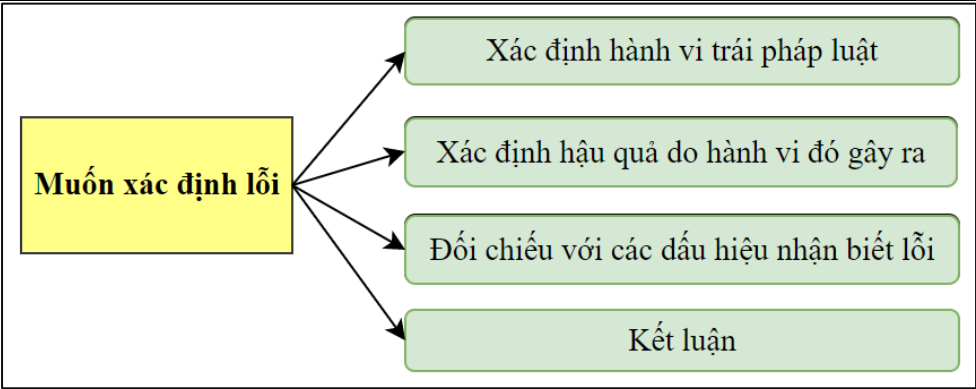 Muốn xác định lỗi
Xác định hành vi trái pháp luật
Xác định hậu quả do hành vi đó gây ra
Đối chiếu với các dấu hiệu nhận biết lỗi
Kết luận